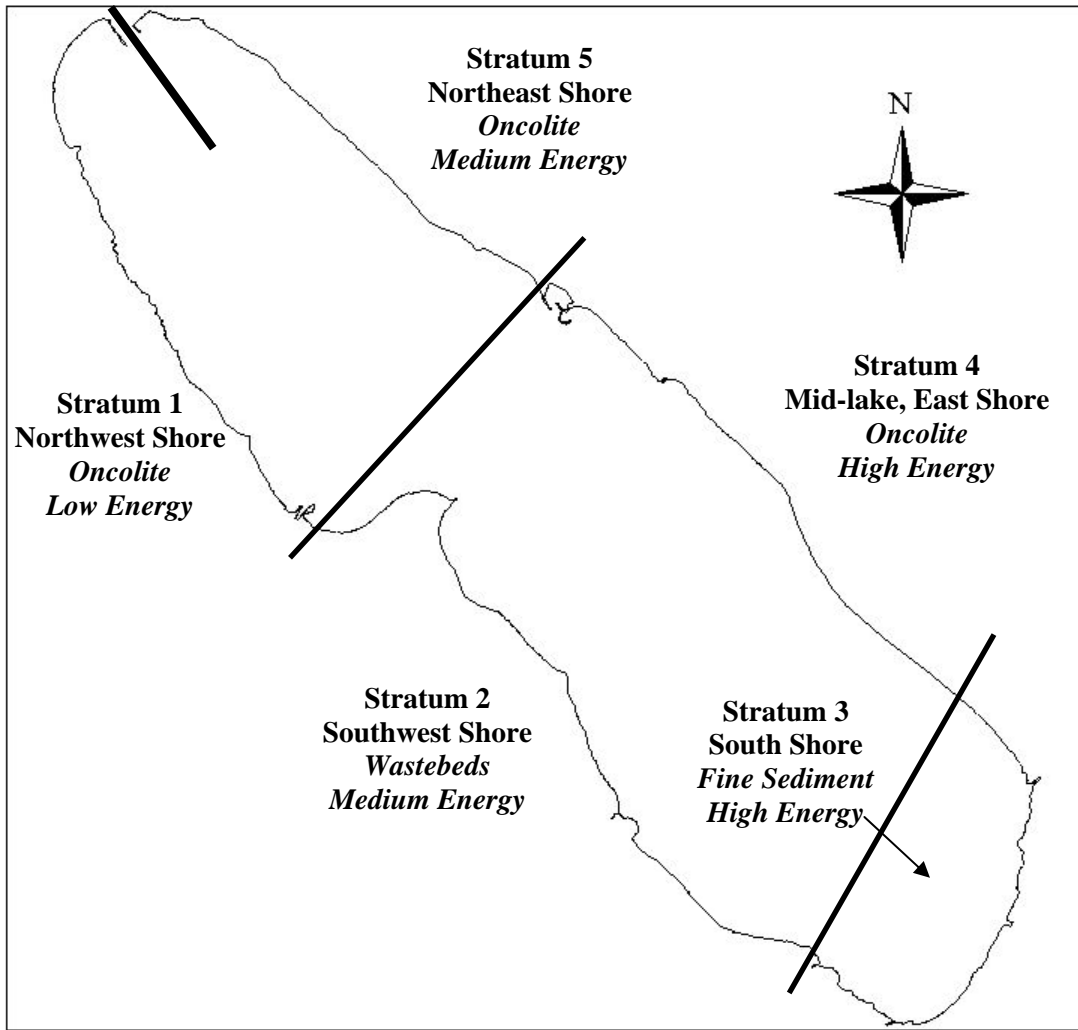 Stratum 5
Northeast Shore
Oncolite
Medium Energy
N
Stratum 4
Mid-lake, East Shore
Oncolite
High Energy
Stratum 1
Northwest Shore
Oncolite
Low Energy
Stratum 2
Southwest Shore
Wastebeds
Medium Energy
Stratum 3
South Shore
Fine Sediment
High Energy